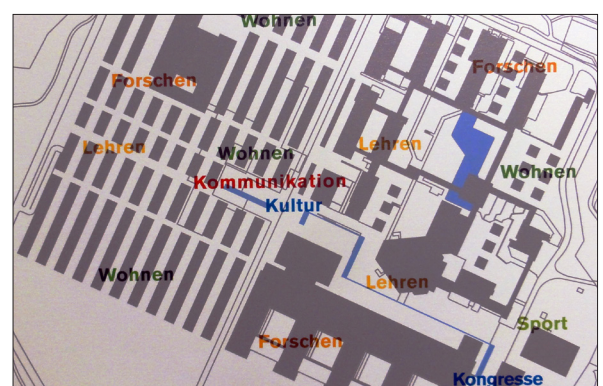 Wohnen
Forschen
Forschen
Lehren
Lehren
Wohnen
Wohnen
Kommunikation
Kultur
Wohnen
Lehren
Sport
Forschen
Kongresse